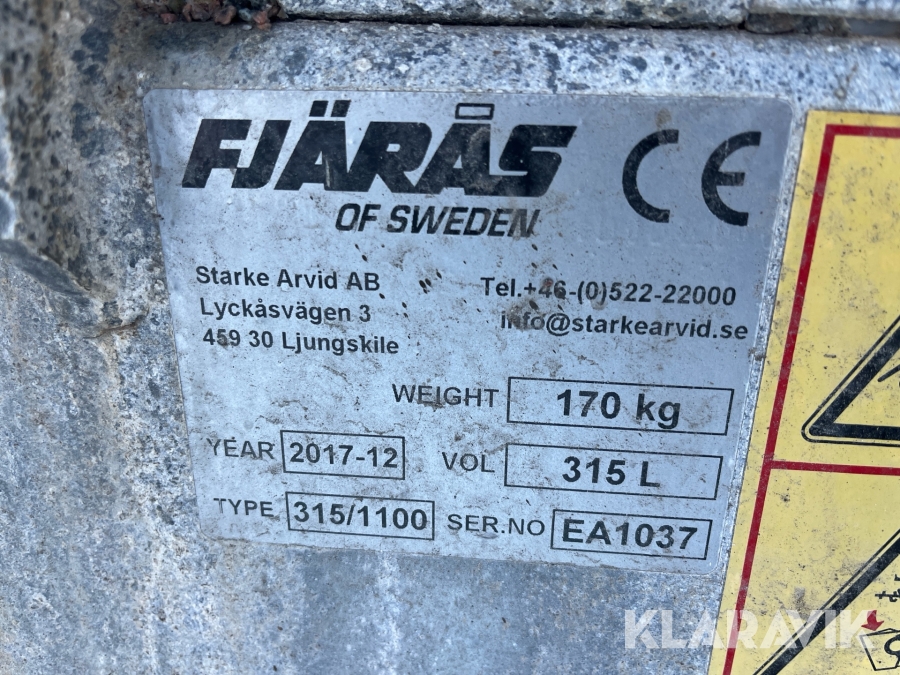 FJÄRÅS
OF SWEDEN
CE
Starke Arvid AB
Lyckåsvägen 3
459 30 Ljungskile
Tel.+46-(0)522-22000
info@starkearvid.se
WEIGHT 170 kg
YEAR 2017-12 VOL 315 L
TYPE 315/1100 SER.NO EA1037
KLARAVIK